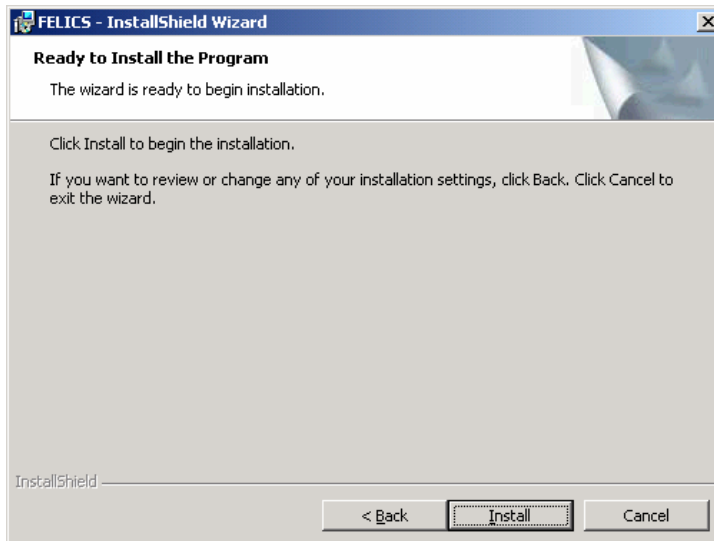 FELICS - InstallShield Wizard
Ready to Install the Program
The wizard is ready to begin installation.
Click Install to begin the installation.
If you want to review or change any of your installation settings, click Back. Click Cancel to
exit the wizard.
InstallShield
< Back
Install
Cancel